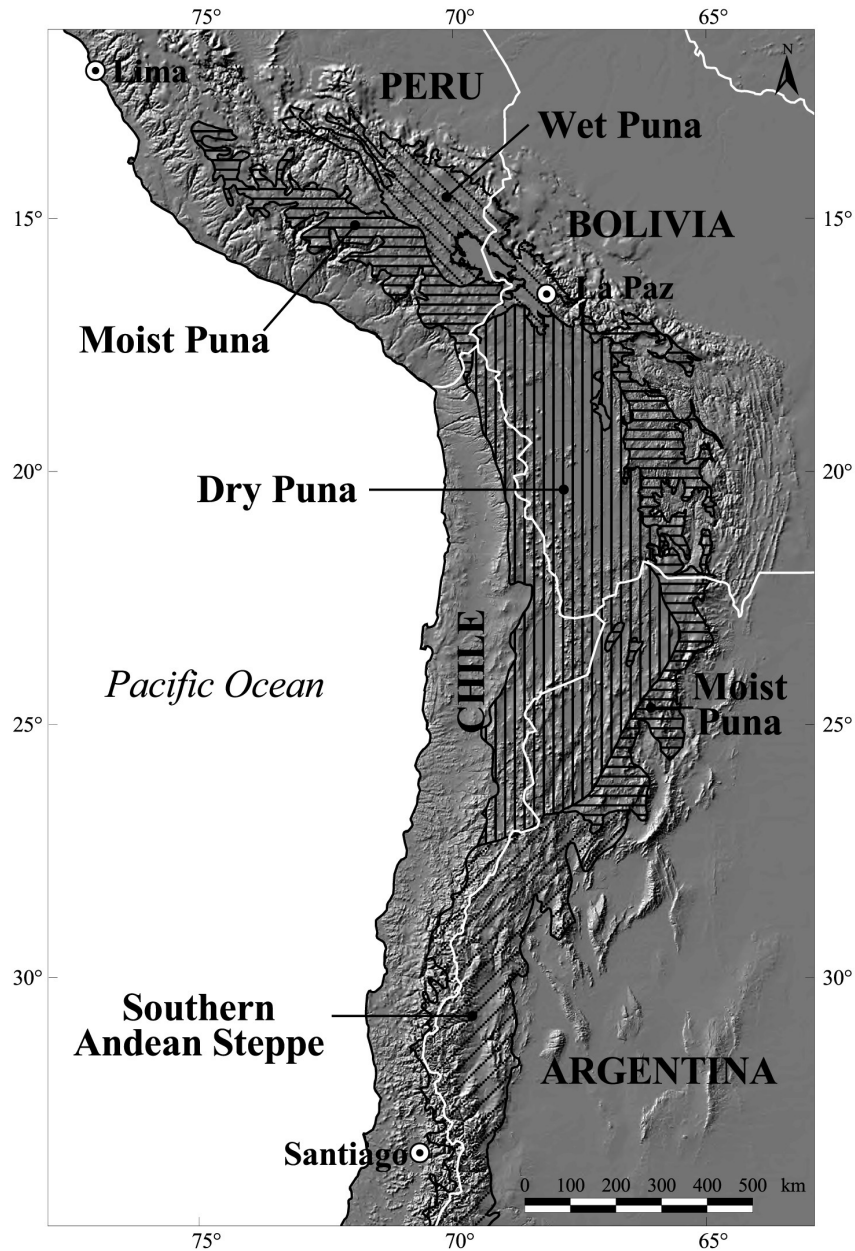 75°
70°
65°
N
Lima
PERU
Wet Puna
15°
15°
BOLIVIA
La Paz
Moist Puna
20°
20°
Dry Puna
CHILE
Pacific Ocean
Moist
Puna
25°
25°
30°
30°
Southern
Andean Steppe
ARGENTINA
Santiago
0 100 200 300 400 500 km
75°
70°
65°